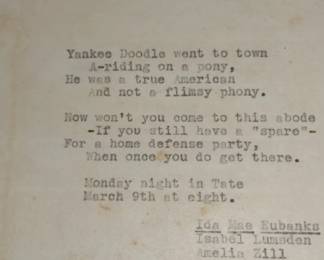 Yankee Doodle went to town
A-riding on a pony,
He was a true American
And not a flimsy phony.
Now won't you come to this abode
-If you still have a "spare"-
For a home defense party,
When once you do get there.
Monday night in Tate
March 9th at eight.
Ida Mae Eubanks
Isabel Lumsden
Amelia Zill